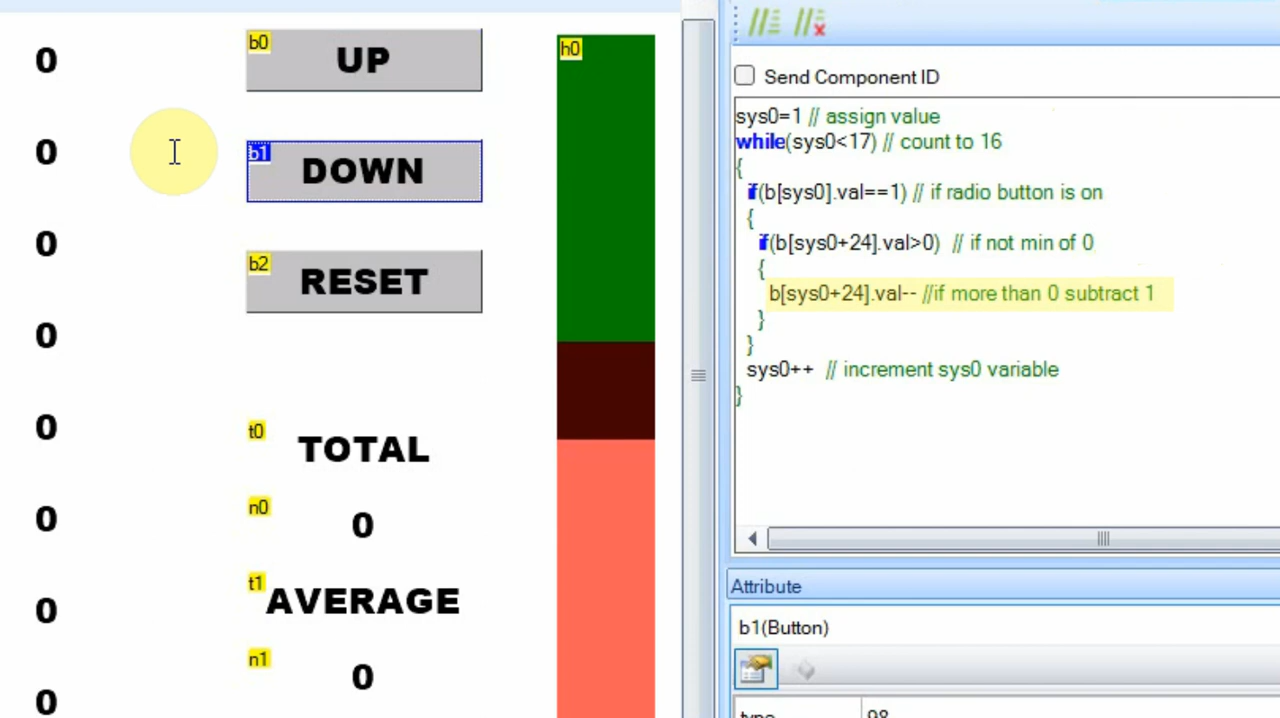 0
0
0
0
0
0
0
0
b0
UP
b1
DOWN
b2
RESET
t0
TOTAL
n0
0
t1
AVERAGE
n1
0
h0
Send Component ID
sys0=1 // assign value
while(sys0<17) // count to 16
{
if(b[sys0].val==1) // if radio button is on
{
if(b[sys0+24].val>0) // if not min of 0
{
b[sys0+24].val-- //if more than 0 subtract 1
}
}
sys0++ // increment sys0 variable
}
Attribute
b1(Button)
type 98